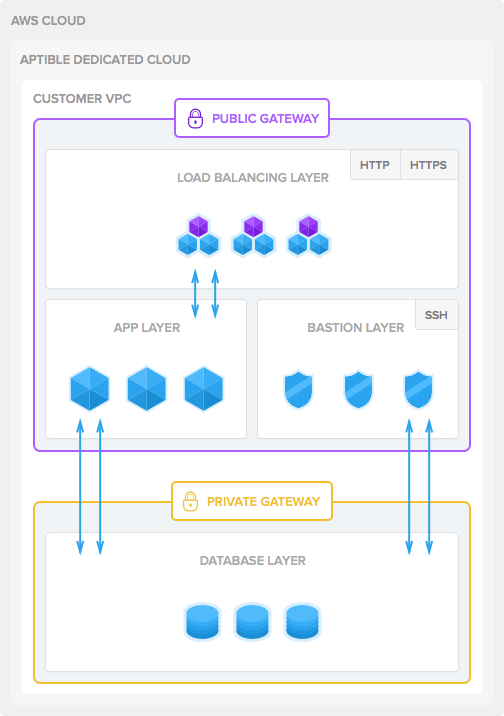 AWS CLOUD
APTIBLE DEDICATED CLOUD
CUSTOMER VPC
PUBLIC GATEWAY
HTTP
HTTPS
LOAD BALANCING LAYER
APP LAYER
BASTION LAYER
SSH
PRIVATE GATEWAY
DATABASE LAYER